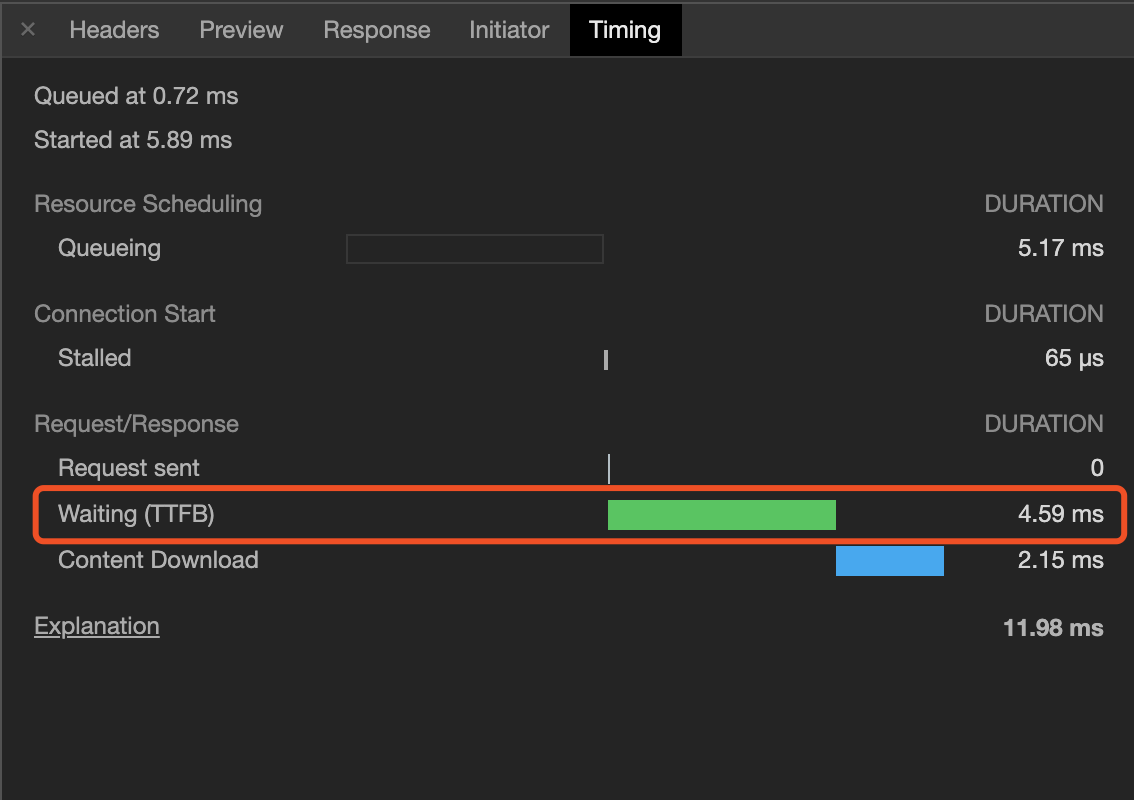 × Headers Preview Response Initiator Timing
Queued at 0.72 ms
Started at 5.89 ms
Resource Scheduling DURATION
Queueing 5.17 ms
Connection Start DURATION
Stalled 65 μs
Request/Response DURATION
Request sent 0
Waiting (TTFB) 4.59 ms
Content Download 2.15 ms
Explanation 11.98 ms